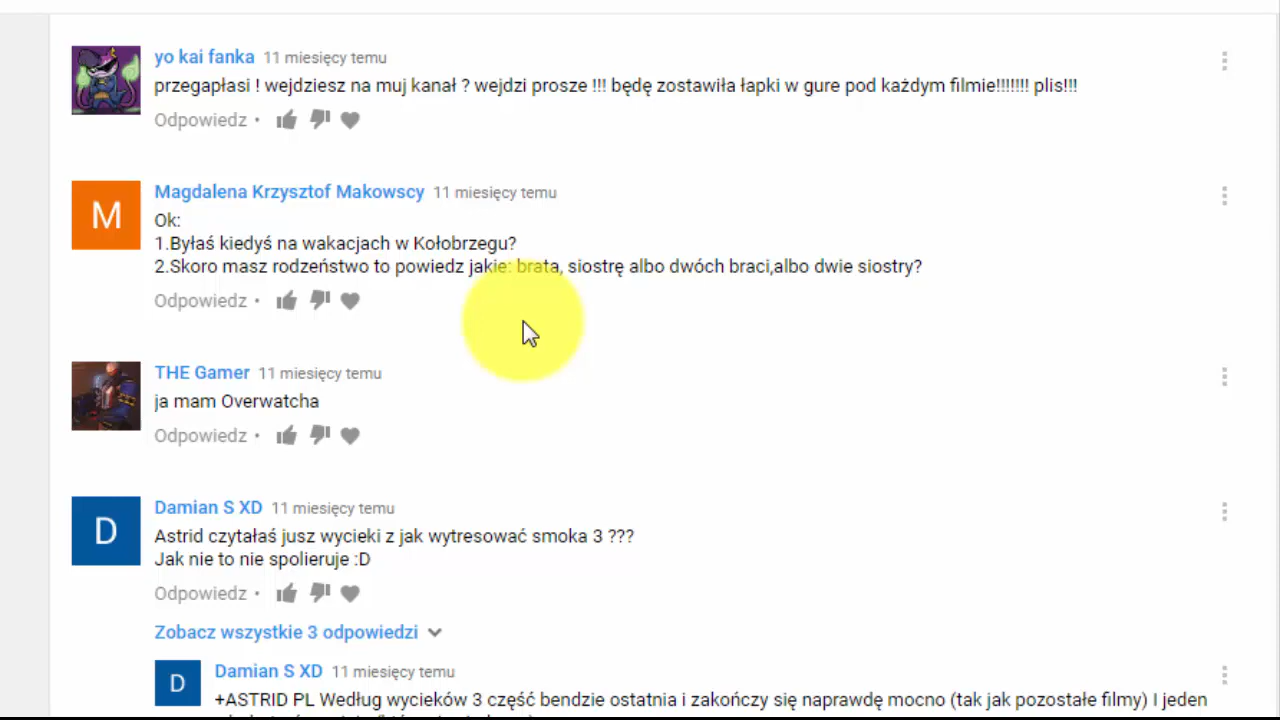 yo kai fanka 11 miesięcy temu
przegapłasi ! wejdziesz na muj kanał ? wejdzi prosze !!! będę zostawiła łapki w gure pod każdym filmie!!!!!!! plis!!!
Odpowiedz •
M
Magdalena Krzysztof Makowscy 11 miesięcy temu
Ok:
1.Byłaś kiedyś na wakacjach w Kołobrzegu?
2.Skoro masz rodzeństwo to powiedz jakie: brata, siostrę albo dwóch braci,albo dwie siostry?
Odpowiedz •
THE Gamer 11 miesięcy temu
ja mam Overwatcha
Odpowiedz •
D
Damian S XD 11 miesięcy temu
Astrid czytałaś jusz wycieki z jak wytresować smoka 3 ???
Jak nie to nie spolieruje :D
Odpowiedz •
Zobacz wszystkie 3 odpowiedzi
D
Damian S XD 11 miesięcy temu
+ASTRID PL Według wycieków 3 część bendzie ostatnia i zakończy się naprawdę mocno (tak jak pozostałe filmy) I jeden